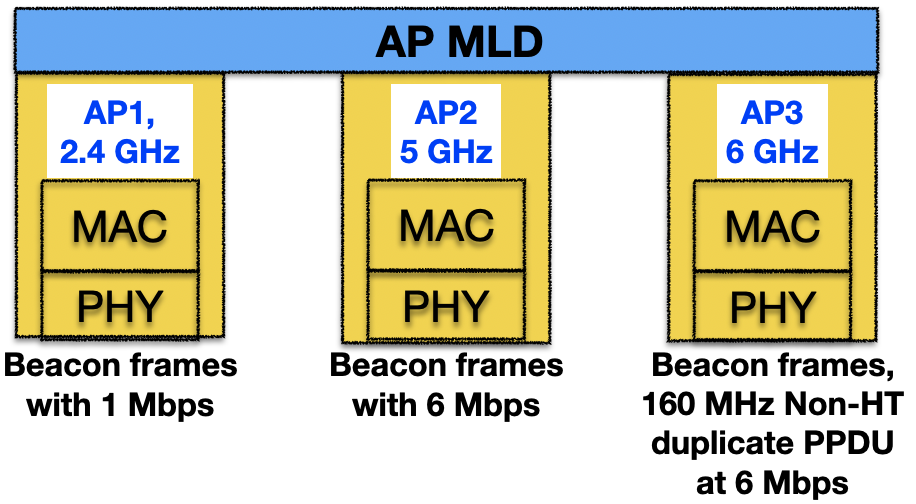 AP MLD
AP1,
2.4 GHz
MAC
PHY
Beacon frames
with 1 Mbps
AP2
5 GHz
MAC
PHY
Beacon frames
with 6 Mbps
AP3
6 GHz
MAC
PHY
Beacon frames,
160 MHz Non-HT
duplicate PPDU
at 6 Mbps